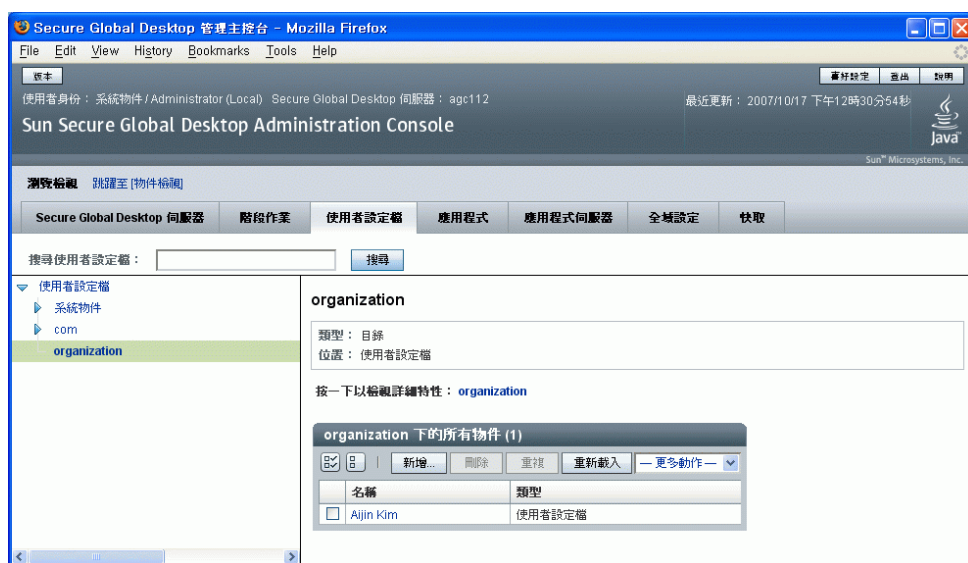 Secure Global Desktop 管理主控台 - Mozilla Firefox
File Edit View History Bookmarks Tools Help
版本 喜好設定 登出 說明
使用者身份： 系統物件 / Administrator (Local) Secure Global Desktop 伺服器： agc112 最近更新： 2007/10/17 下午12時30分54秒
Sun Secure Global Desktop Administration Console
Java™
Sun™ Microsystems, Inc.
瀏覽檢視 跳躍至 [物件檢視]
Secure Global Desktop 伺服器 階段作業 使用者設定檔 應用程式 應用程式伺服器 全域設定 快取
搜尋使用者設定檔： 搜尋
使用者設定檔
系統物件
com
organization
organization
類型： 目錄
位置： 使用者設定檔
按一下以檢視詳細特性： organization
organization 下的所有物件 (1)
新增... 刪除 重複 重新載入 — 更多動作 —
名稱 類型
Aijin Kim 使用者設定檔